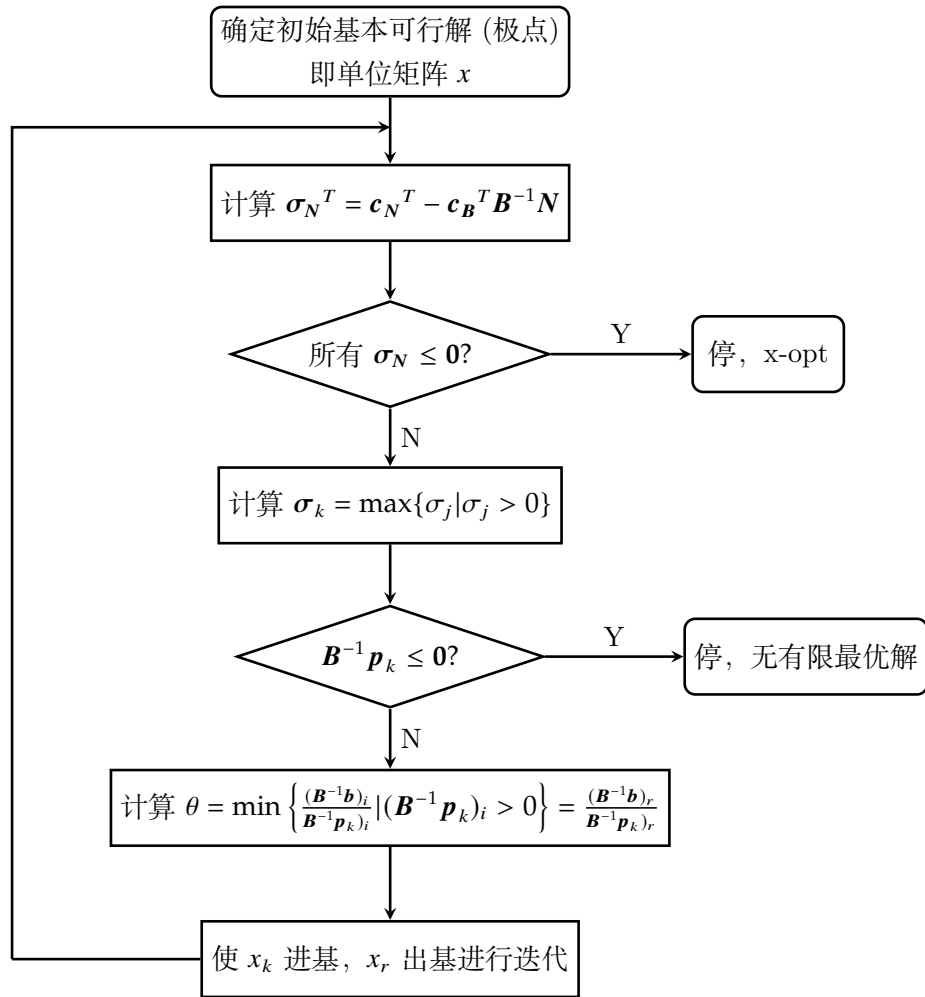 确定初始基本可行解 (极点)
即单位矩阵 x
计算 σ_N^T = c_N^T − c_B^T B^{−1} N
所有 σ_N ≤ 0?
Y
停，x-opt
N
计算 σ_k = max{σ_j|σ_j > 0}
B^{−1} p_k ≤ 0?
Y
停，无有限最优解
N
计算 θ = min {(B^{−1}b)_i / B^{−1}p_k)_i |(B^{−1}p_k)_i > 0} = (B^{−1}b)_r / B^{−1}p_k)_r
使 x_k 进基，x_r 出基进行迭代